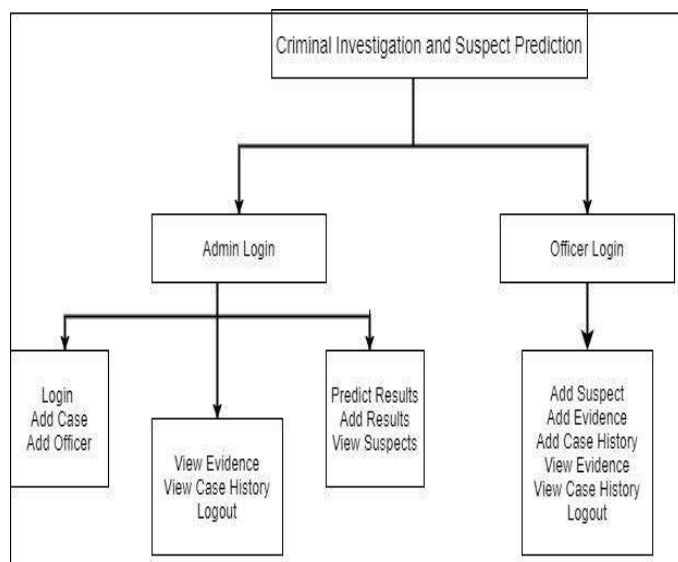 Criminal Investigation and Suspect Prediction
Admin Login
Officer Login
Login
Add Case
Add Officer
View Evidence
View Case History
Logout
Predict Results
Add Results
View Suspects
Add Suspect
Add Evidence
Add Case History
View Evidence
View Case History
Logout